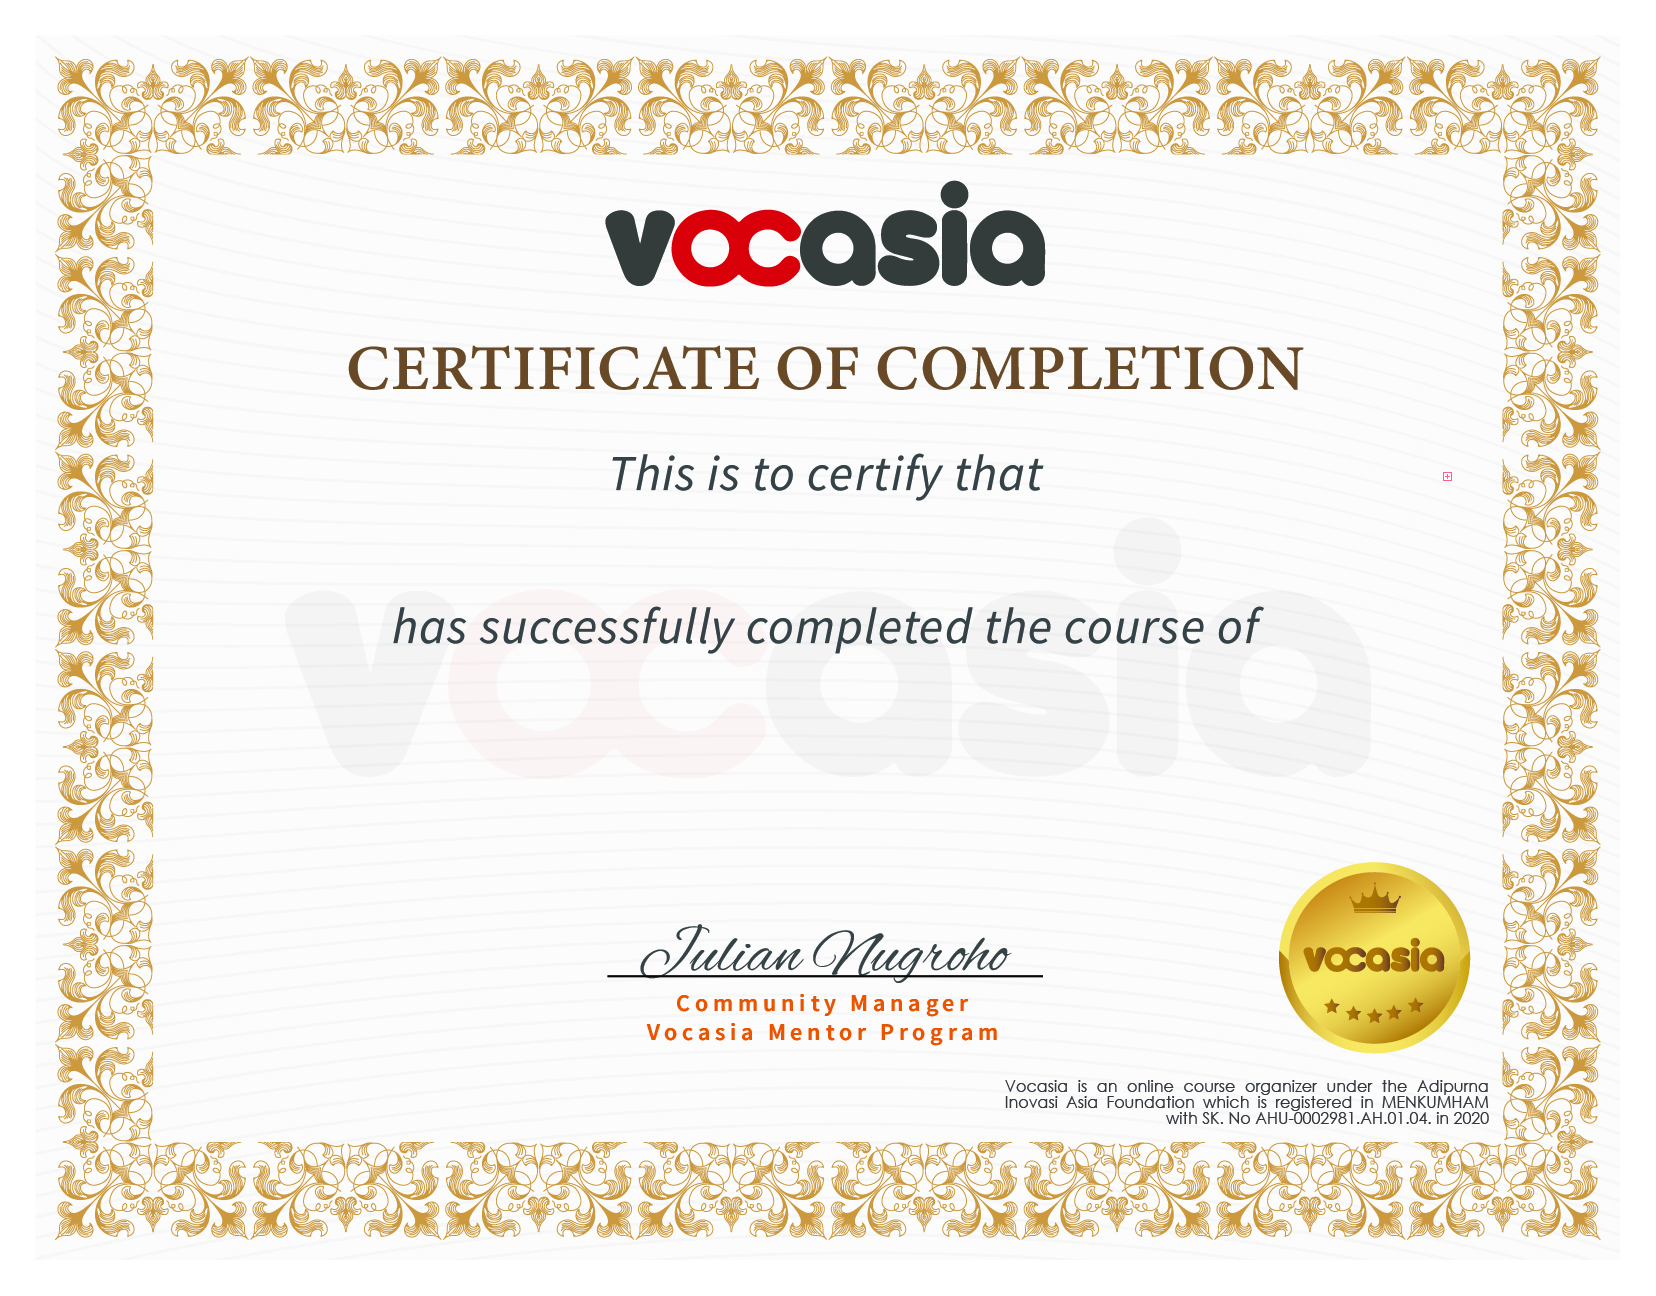 vocasia
CERTIFICATE OF COMPLETION
This is to certify that
vocasia
has successfully completed the course of
Julian Nugroho
Community Manager
Vocasia Mentor Program
vocasia
Vocasia is an online course organizer under the Adipurna
Inovasi Asia Foundation which is registered in MENKUMHAM
with SK. No AHU-0002981.AH.01.04. in 2020